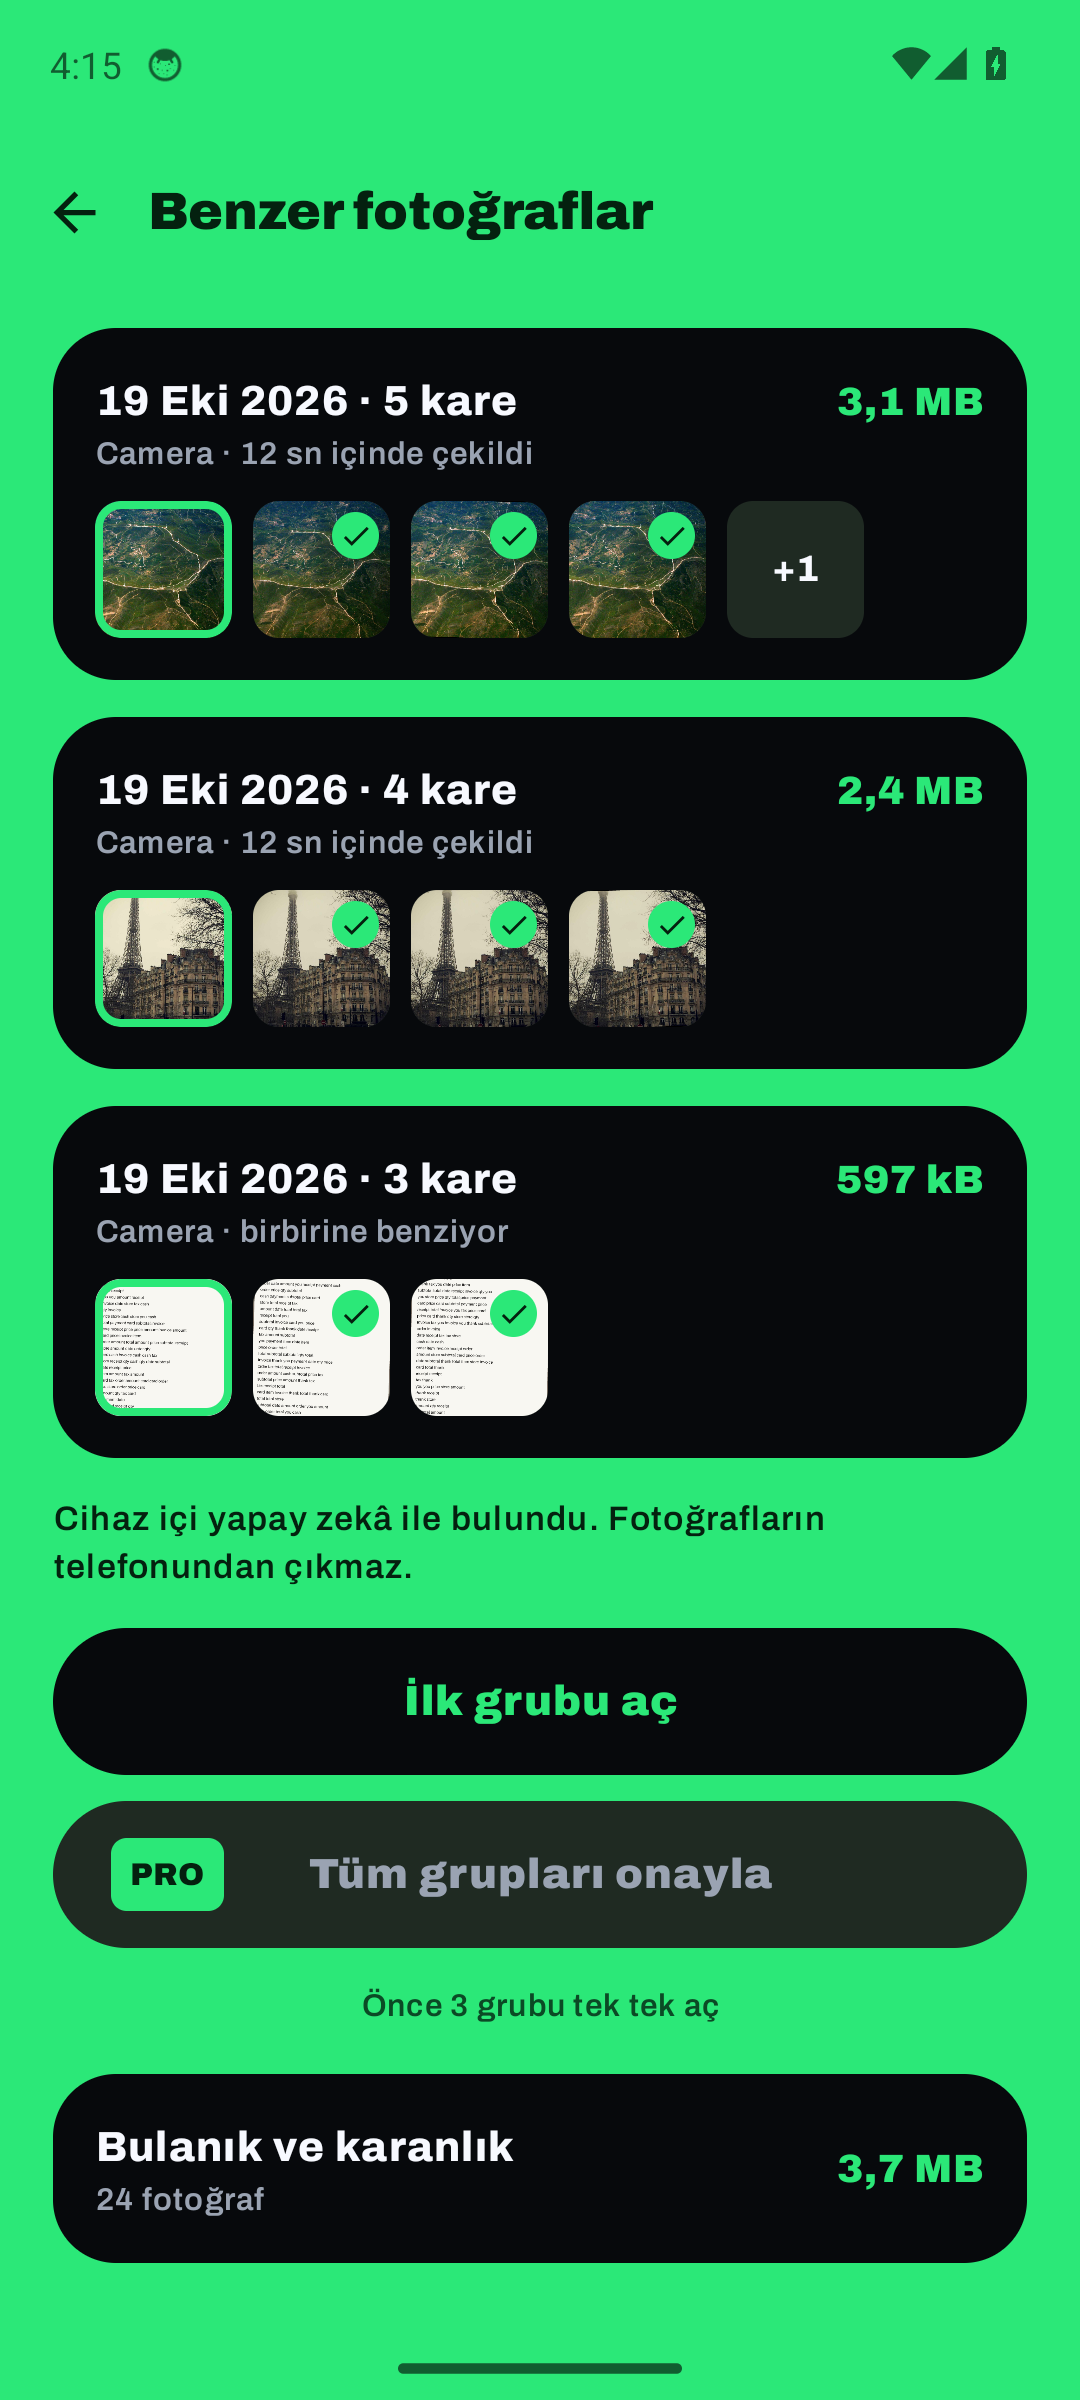 4:15
Benzer fotoğraflar
19 Eki 2026 · 5 kare
3,1 MB
Camera · 12 sn içinde çekildi
+1
19 Eki 2026 · 4 kare
2,4 MB
Camera · 12 sn içinde çekildi
19 Eki 2026 · 3 kare
597 kB
Camera · birbirine benziyor
Cihaz içi yapay zekâ ile bulundu. Fotoğrafların
telefonundan çıkmaz.
İlk grubu aç
PRO
Tüm grupları onayla
Önce 3 grubu tek tek aç
Bulanık ve karanlık
3,7 MB
24 fotoğraf